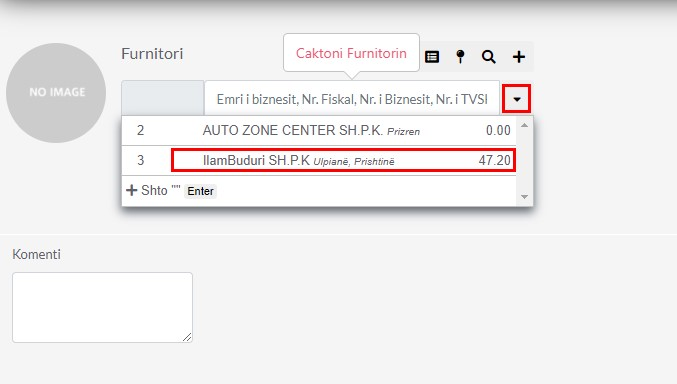 Caktoni Furnitorin
Furnitori
NO IMAGE
Emri i biznesit, Nr. Fiskal, Nr. i Biznesit, Nr. i TVSI
2 AUTO ZONE CENTER SH.P.K. Prizren 0.00
3 IlamBuduri SH.P.K Ulpianë, Prishtinë 47.20
Shto "" Enter
Komenti